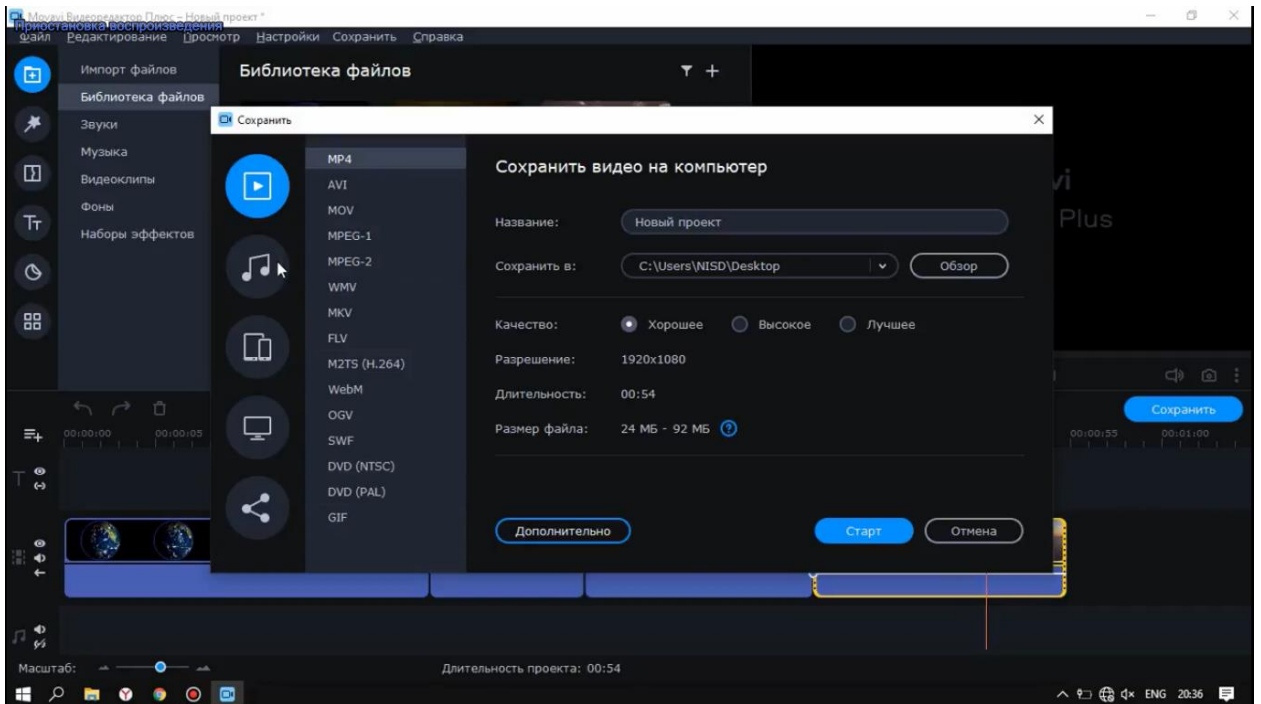 Movavi Видеоредактор Плюс – Новый проект *
Приостановка воспроизведения
Файл Редактирование Просмотр Настройки Сохранить Справка
Импорт файлов
Библиотека файлов
Звуки
Музыка
Видеоклипы
Фоны
Наборы эффектов
Библиотека файлов
Сохранить
MP4
AVI
MOV
MPEG-1
MPEG-2
WMV
MKV
FLV
M2TS (H.264)
WebM
OGV
SWF
DVD (NTSC)
DVD (PAL)
GIF
Сохранить видео на компьютер
Название: Новый проект
Сохранить в: C:\Users\NISD\Desktop Обзор
Качество: Хорошее Высокое Лучшее
Разрешение: 1920x1080
Длительность: 00:54
Размер файла: 24 МБ - 92 МБ ?
Дополнительно Старт Отмена
vi
Plus
Сохранить
00:00:00 00:00:05 00:00:55 00:01:00
Масштаб:
Длительность проекта: 00:54
ENG 20:36